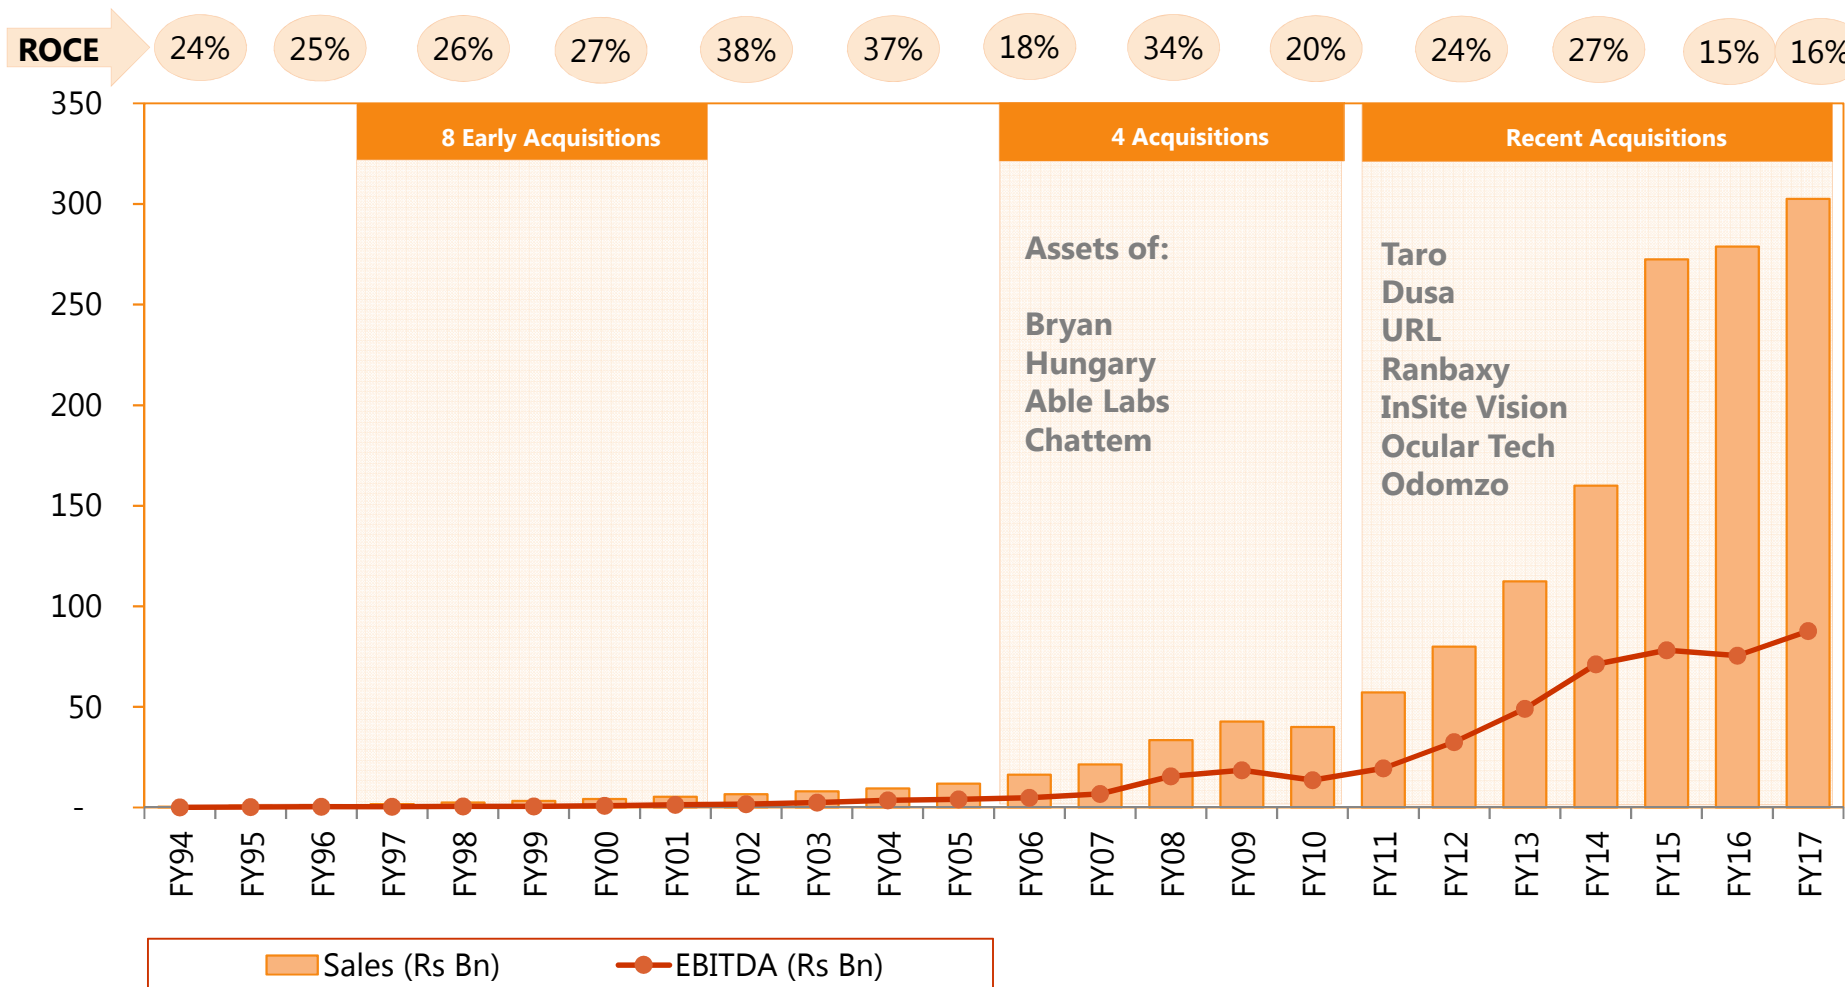 ROCE 24% 25% 26% 27% 38% 37% 18% 34% 20% 24% 27% 15% 16%
350
8 Early Acquisitions 4 Acquisitions Recent Acquisitions
300
250
200
150
100
50
-
Assets of:
Bryan
Hungary
Able Labs
Chattem
Taro
Dusa
URL
Ranbaxy
InSite Vision
Ocular Tech
Odomzo
FY94 FY95 FY96 FY97 FY98 FY99 FY00 FY01 FY02 FY03 FY04 FY05 FY06 FY07 FY08 FY09 FY10 FY11 FY12 FY13 FY14 FY15 FY16 FY17
Sales (Rs Bn) EBITDA (Rs Bn)